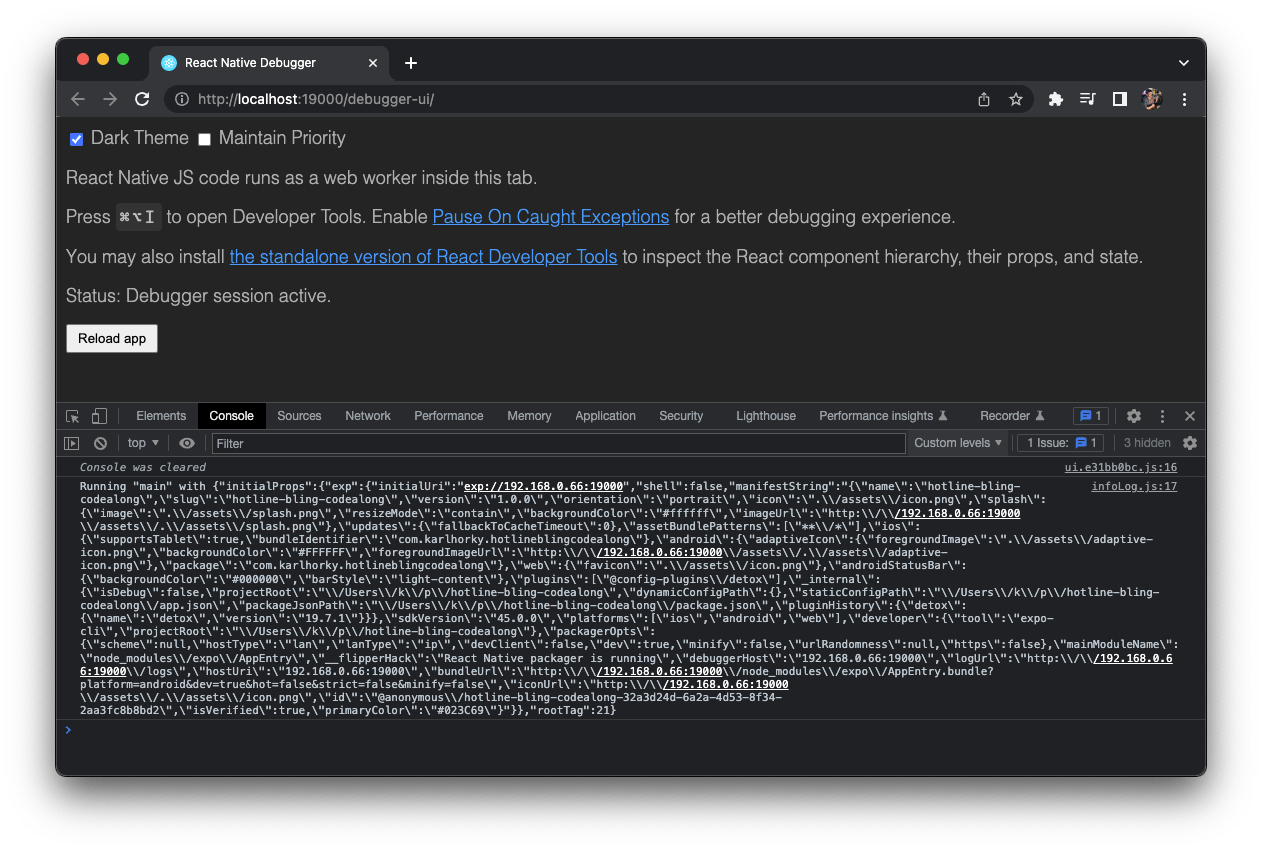 React Native Debugger
http://localhost:19000/debugger-ui/
Dark Theme Maintain Priority
React Native JS code runs as a web worker inside this tab.
Press ⌘⌥I to open Developer Tools. Enable Pause On Caught Exceptions for a better debugging experience.
You may also install the standalone version of React Developer Tools to inspect the React component hierarchy, their props, and state.
Status: Debugger session active.
Reload app
Elements Console Sources Network Performance Memory Application Security Lighthouse Performance insights Recorder 1
top Filter Custom levels 1 Issue: 1 3 hidden
Console was cleared ui.e31bb0bc.js:16
Running "main" with {"initialProps":{"exp":{"initialUri":"exp://192.168.0.66:19000","shell":false,"manifestString":"{\"name\":\"hotline-bling- infoLog.js:17
codealong\",\"slug\":\"hotline-bling-codealong\",\"version\":\"1.0.0\",\"orientation\":\"portrait\",\"icon\":\".\\/assets\\/icon.png\",\"splash\":
{\"image\":\".\\/assets\\/splash.png\",\"resizeMode\":\"contain\",\"backgroundColor\":\"#ffffff\",\"imageUrl\":\"http:\\/\\/192.168.0.66:19000
\\/assets\\/.\\/assets\\/splash.png\"},\"updates\":{\"fallbackToCacheTimeout\":0},\"assetBundlePatterns\":[\"**\\/*\"],\"ios\":
{\"supportsTablet\":true,\"bundleIdentifier\":\"com.karlhorky.hotlineblingcodealong\"},\"android\":{\"adaptiveIcon\":{\"foregroundImage\":\".\\/assets\\/adaptive-
icon.png\",\"backgroundColor\":\"#FFFFFF\",\"foregroundImageUrl\":\"http:\\/\\/192.168.0.66:19000\\/assets\\/.\\/assets\\/adaptive-
icon.png\"},\"package\":\"com.karlhorky.hotlineblingcodealong\"},\"web\":{\"favicon\":\".\\/assets\\/icon.png\"},\"androidStatusBar\":
{\"backgroundColor\":\"#000000\",\"barStyle\":\"light-content\"},\"plugins\":[\"@config-plugins\\/detox\"],\"_internal\":
{\"isDebug\":false,\"projectRoot\":\"\\/Users\\/k\\/p\\/hotline-bling-codealong\",\"dynamicConfigPath\":{},\"staticConfigPath\":\"\\/Users\\/k\\/p\\/hotline-bling-
codealong\\/app.json\",\"packageJsonPath\":\"\\/Users\\/k\\/p\\/hotline-bling-codealong\\/package.json\",\"pluginHistory\":{\"detox\":
{\"name\":\"detox\",\"version\":\"19.7.1\"}}},\"sdkVersion\":\"45.0.0\",\"platforms\":[\"ios\",\"android\",\"web\"],\"developer\":{\"tool\":\"expo-
cli\",\"projectRoot\":\"\\/Users\\/k\\/p\\/hotline-bling-codealong\"},\"packagerOpts\":
{\"scheme\":null,\"hostType\":\"lan\",\"lanType\":\"ip\",\"devClient\":false,\"dev\":true,\"minify\":false,\"urlRandomness\":null,\"https\":false},\"mainModuleName\":
\"node_modules\\/expo\\/AppEntry\",\"__flipperHack\":\"React Native packager is running\",\"debuggerHost\":\"192.168.0.66:19000\",\"logUrl\":\"http:\\/\\/192.168.0.6
6:19000\\/logs\",\"hostUri\":\"192.168.0.66:19000\",\"bundleUrl\":\"http:\\/\\/192.168.0.66:19000\\/node_modules\\/expo\\/AppEntry.bundle?
platform=android&dev=true&hot=false&strict=false&minify=false\",\"iconUrl\":\"http:\\/\\/192.168.0.66:19000
\\/assets\\/.\\/assets\\/icon.png\",\"id\":\"@anonymous\\/hotline-bling-codealong-32a3d24d-6a2a-4d53-8f34-
2aa3fc8b8bd2\",\"isVerified\":true,\"primaryColor\":\"#023C69\"}"}},"rootTag":21}